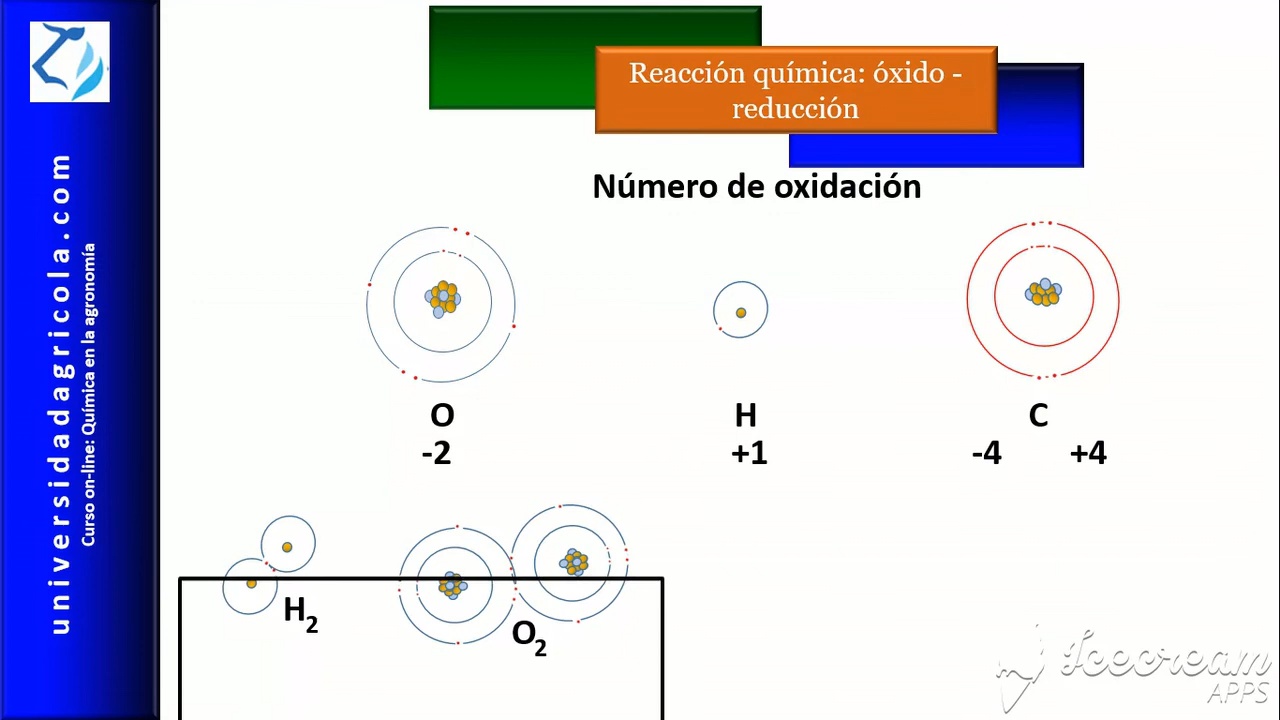 universidadagricola.com
Curso on-line: Química en la agronomía
Reacción química: óxido -
reducción
Número de oxidación
O
H
C
-2
+1
-4
+4
H2
O2
Icecream
APPS